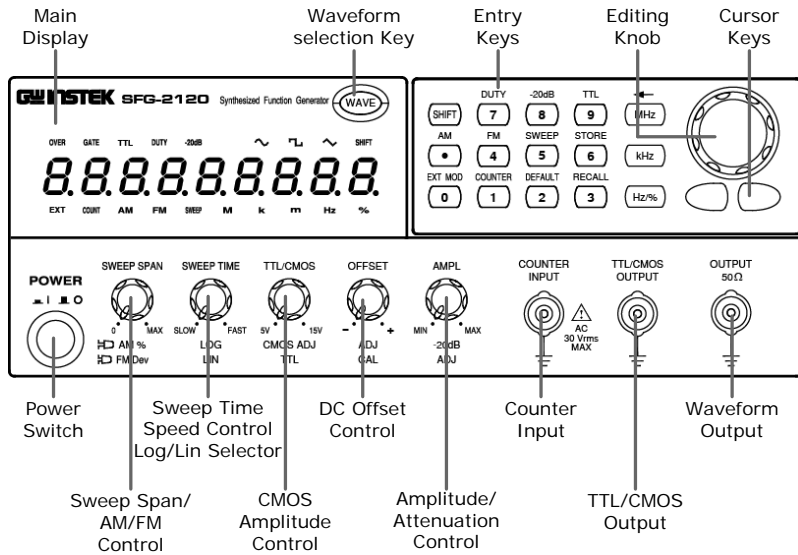 Main Display
Waveform selection Key
Entry Keys
Editing Knob
Cursor Keys
GW INSTEK SFG-2120 Synthesized Function Generator WAVE
OVER GATE TTL DUTY -20dB SHIFT
8.8.8.8.8.8.8.8.8.
EXT COUNT AM FM SWEEP M k m Hz %
DUTY -20dB TTL
SHIFT 7 8 9 MHz
AM FM SWEEP STORE
• 4 5 6 kHz
EXT MOD COUNTER DEFAULT RECALL
0 1 2 3 Hz/%
POWER
SWEEP SPAN
0 MAX
AM %
FM Dev
SWEEP TIME
SLOW FAST
LOG
LIN
TTL/CMOS
5V 15V
CMOS ADJ
TTL
OFFSET
- +
ADJ
CAL
AMPL
MIN MAX
-20dB
ADJ
COUNTER
INPUT
AC
30 Vrms
MAX
TTL/CMOS
OUTPUT
OUTPUT
50Ω
Power
Switch
Sweep Time
Speed Control
Log/Lin Selector
DC Offset
Control
Counter
Input
Waveform
Output
Sweep Span/
AM/FM
Control
CMOS
Amplitude
Control
Amplitude/
Attenuation
Control
TTL/CMOS
Output